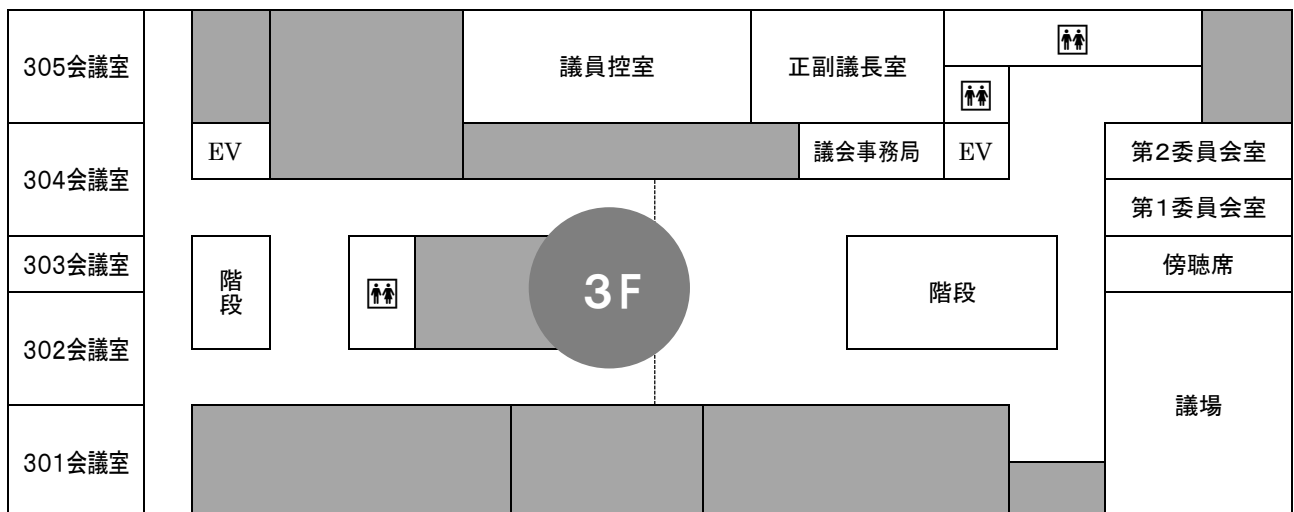 305会議室
議員控室
正副議長室
EV
304会議室
議会事務局
EV
第2委員会室
第1委員会室
303会議室
階段
3F
階段
傍聴席
302会議室
議場
301会議室